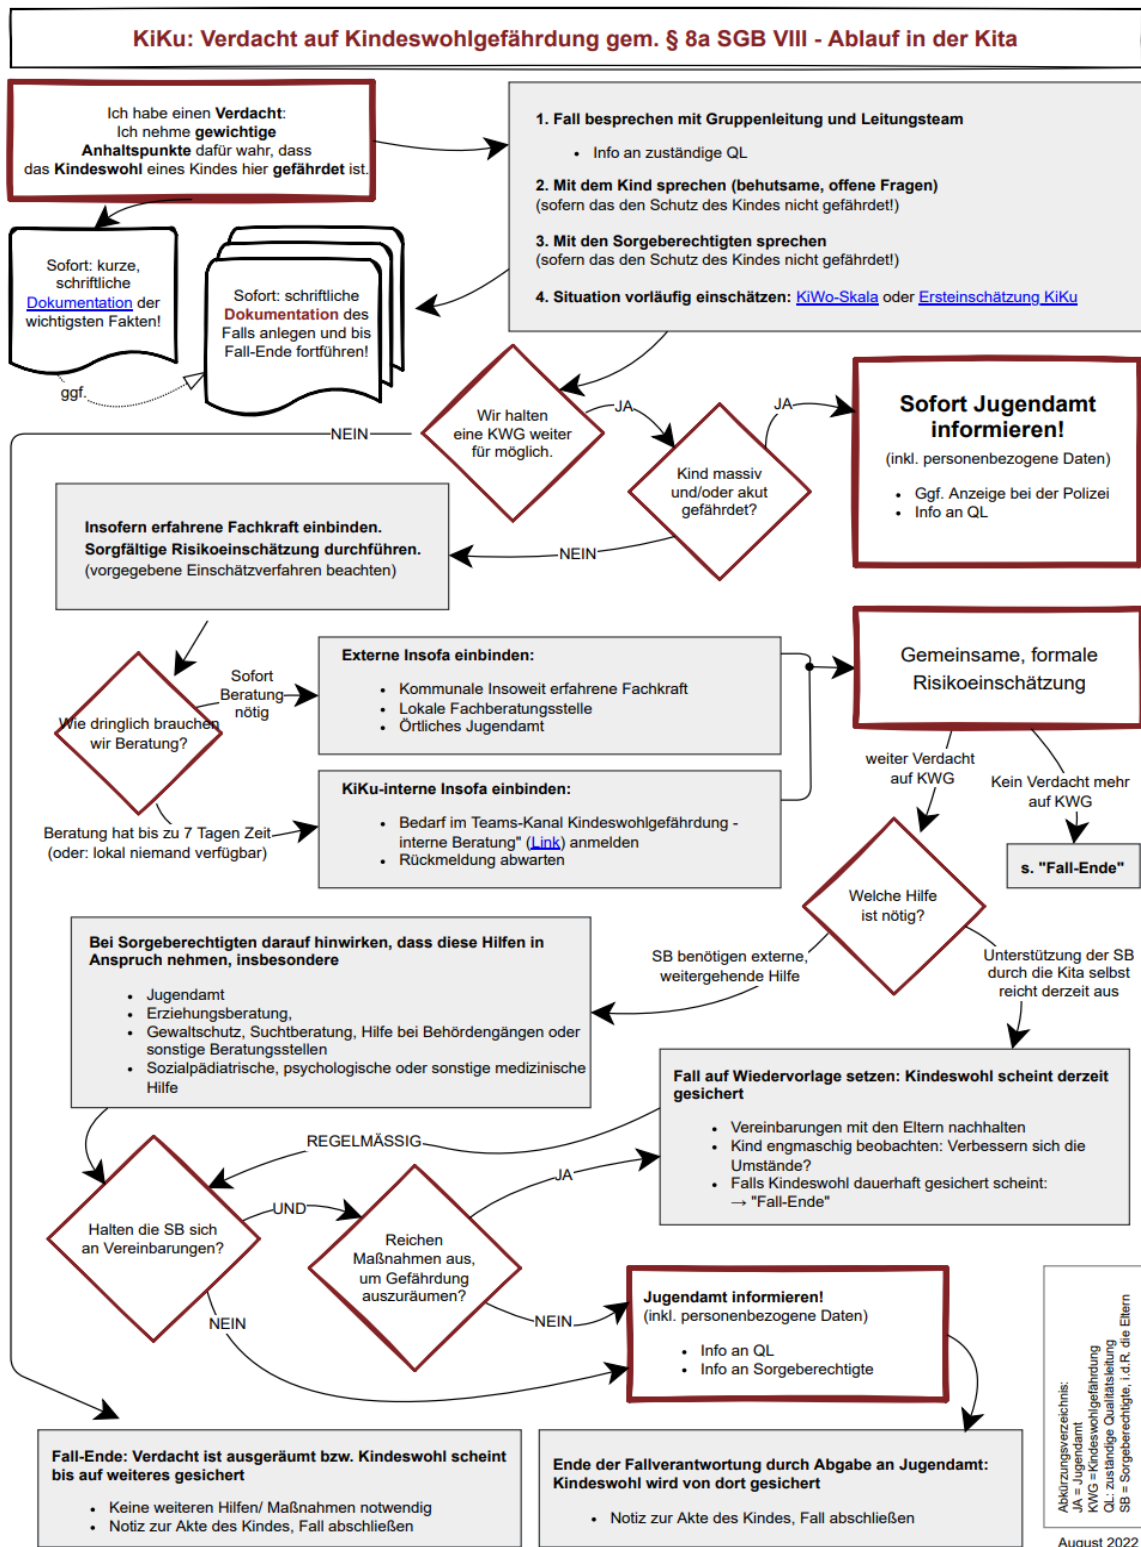 KiKu: Verdacht auf Kindeswohlgefährdung gem. § 8a SGB VIII - Ablauf in der Kita
Ich habe einen Verdacht:
Ich nehme gewichtige
Anhaltspunkte dafür wahr, dass
das Kindeswohl eines Kindes hier gefährdet ist.
1. Fall besprechen mit Gruppenleitung und Leitungsteam
• Info an zuständige QL
2. Mit dem Kind sprechen (behutsame, offene Fragen)
(sofern das den Schutz des Kindes nicht gefährdet!)
3. Mit den Sorgeberechtigten sprechen
(sofern das den Schutz des Kindes nicht gefährdet!)
4. Situation vorläufig einschätzen: KiWo-Skala oder Ersteinschätzung KiKu
Sofort: kurze,
schriftliche
Dokumentation der
wichtigsten Fakten!
Sofort: schriftliche
Dokumentation des
Falls anlegen und bis
Fall-Ende fortführen!
ggf.
Wir halten
eine KWG weiter
für möglich.
NEIN
JA
Kind massiv
und/oder akut
gefährdet?
JA
NEIN
Sofort Jugendamt
informieren!
(inkl. personenbezogene Daten)
• Ggf. Anzeige bei der Polizei
• Info an QL
Insofern erfahrene Fachkraft einbinden.
Sorgfältige Risikoeinschätzung durchführen.
(vorgegebene Einschätzverfahren beachten)
Wie dringlich brauchen
wir Beratung?
Sofort
Beratung
nötig
Beratung hat bis zu 7 Tagen Zeit
(oder: lokal niemand verfügbar)
Externe Insofa einbinden:
• Kommunale Insoweit erfahrene Fachkraft
• Lokale Fachberatungsstelle
• Örtliches Jugendamt
KiKu-interne Insofa einbinden:
• Bedarf im Teams-Kanal Kindeswohlgefährdung -
interne Beratung" (Link) anmelden
• Rückmeldung abwarten
Gemeinsame, formale
Risikoeinschätzung
weiter Verdacht
auf KWG
Kein Verdacht mehr
auf KWG
s. "Fall-Ende"
Welche Hilfe
ist nötig?
SB benötigen externe,
weitergehende Hilfe
Unterstützung der SB
durch die Kita selbst
reicht derzeit aus
Bei Sorgeberechtigten darauf hinwirken, dass diese Hilfen in
Anspruch nehmen, insbesondere
• Jugendamt
• Erziehungsberatung,
• Gewaltschutz, Suchtberatung, Hilfe bei Behördengängen oder
sonstige Beratungsstellen
• Sozialpädiatrische, psychologische oder sonstige medizinische
Hilfe
Fall auf Wiedervorlage setzen: Kindeswohl scheint derzeit
gesichert
• Vereinbarungen mit den Eltern nachhalten
• Kind engmaschig beobachten: Verbessern sich die
Umstände?
• Falls Kindeswohl dauerhaft gesichert scheint:
→ "Fall-Ende"
REGELMÄSSIG
Halten die SB sich
an Vereinbarungen?
UND
Reichen
Maßnahmen aus,
um Gefährdung
auszuräumen?
JA
NEIN
NEIN
Jugendamt informieren!
(inkl. personenbezogene Daten)
• Info an QL
• Info an Sorgeberechtigte
Fall-Ende: Verdacht ist ausgeräumt bzw. Kindeswohl scheint
bis auf weiteres gesichert
• Keine weiteren Hilfen/ Maßnahmen notwendig
• Notiz zur Akte des Kindes, Fall abschließen
Ende der Fallverantwortung durch Abgabe an Jugendamt:
Kindeswohl wird von dort gesichert
• Notiz zur Akte des Kindes, Fall abschließen
Abkürzungsverzeichnis:
JA = Jugendamt
KWG =Kindeswohlgefährdung
QL: zuständige Qualitätsleitung
SB = Sorgeberechtigte, i.d.R. die Eltern
August 2022